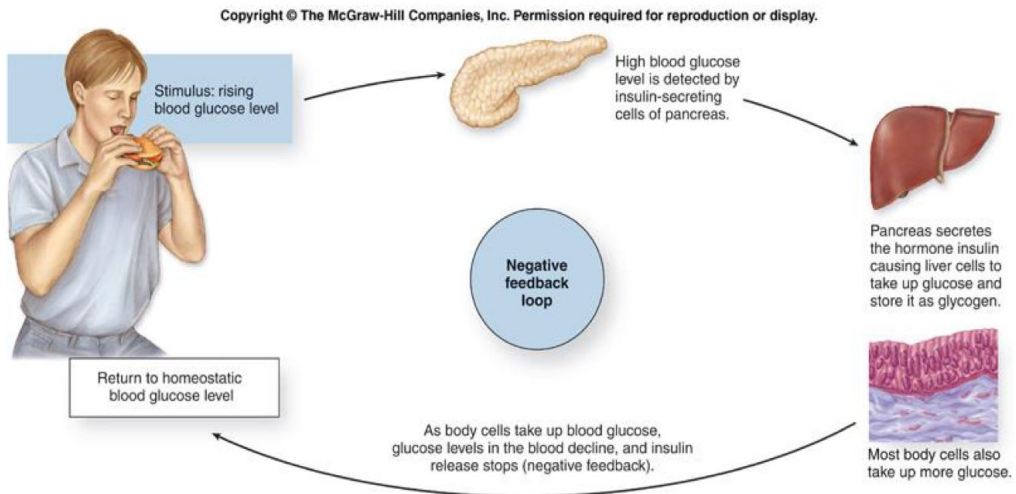 Copyright © The McGraw-Hill Companies, Inc. Permission required for reproduction or display.
Stimulus: rising
blood glucose level
High blood glucose
level is detected by
insulin-secreting
cells of pancreas.
Pancreas secretes
the hormone insulin
causing liver cells to
take up glucose and
store it as glycogen.
Negative
feedback
loop
Most body cells also
take up more glucose.
As body cells take up blood glucose,
glucose levels in the blood decline, and insulin
release stops (negative feedback).
Return to homeostatic
blood glucose level